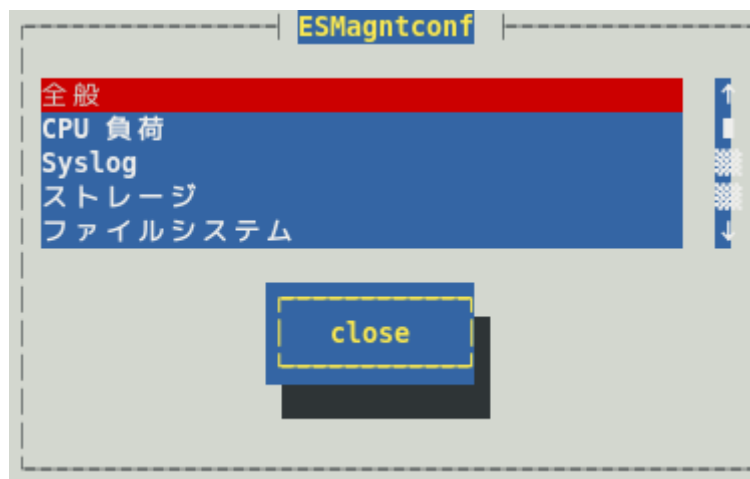 ESMagntconf
全般
CPU 負荷
Syslog
ストレージ
ファイルシステム
close